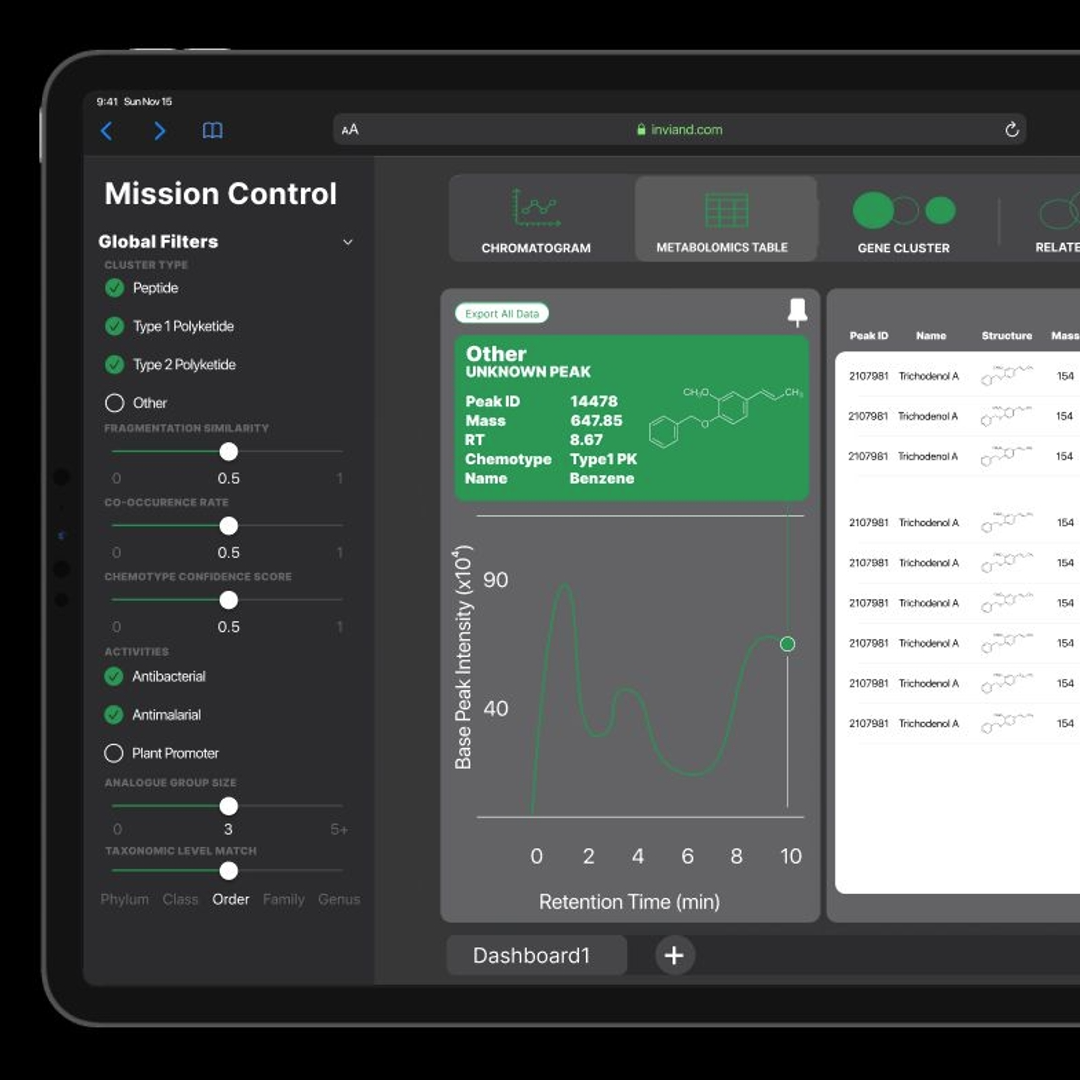 9:41 Sun Nov 15
AA
inviand.com
Mission Control
Global Filters
CLUSTER TYPE
Peptide
Type 1 Polyketide
Type 2 Polyketide
Other
FRAGMENTATION SIMILARITY
0 0.5 1
CO-OCCURENCE RATE
0 0.5 1
CHEMOTYPE CONFIDENCE SCORE
0 0.5 1
ACTIVITIES
Antibacterial
Antimalarial
Plant Promoter
ANALOGUE GROUP SIZE
0 3 5+
TAXONOMIC LEVEL MATCH
Phylum Class Order Family Genus
CHROMATOGRAM METABOLOMICS TABLE GENE CLUSTER RELATE
Export All Data
Other
UNKNOWN PEAK
Peak ID 14478
Mass 647.85
RT 8.67
Chemotype Type1 PK
Name Benzene
CH₃O
CH₃
O
Base Peak Intensity (x10⁴)
90
40
0 2 4 6 8 10
Retention Time (min)
Peak ID Name Structure Mass
2107981 Trichodenol A 154
2107981 Trichodenol A 154
2107981 Trichodenol A 154
2107981 Trichodenol A 154
2107981 Trichodenol A 154
2107981 Trichodenol A 154
2107981 Trichodenol A 154
2107981 Trichodenol A 154
2107981 Trichodenol A 154
Dashboard1 +